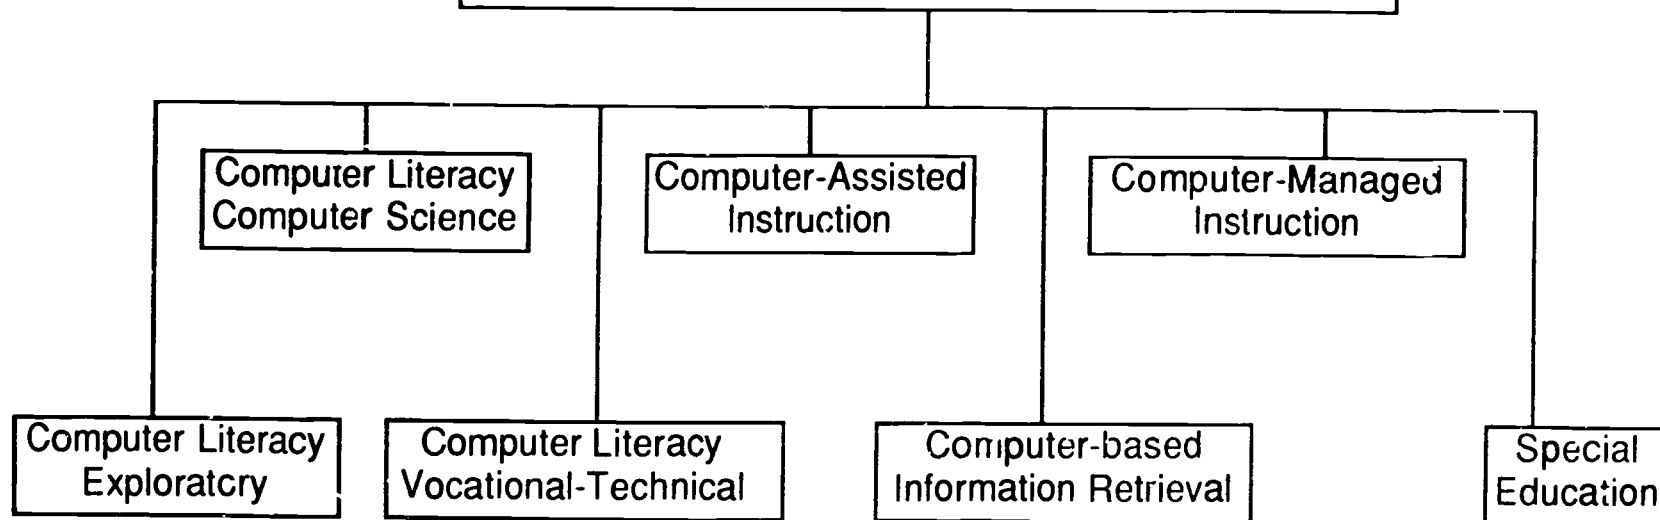 Computer Literacy
Computer Science
Computer-Assisted
Instruction
Computer-Managed
Instruction
Computer Literacy
Exploratory
Computer Literacy
Vocational-Technical
Computer-based
Information Retrieval
Special
Education